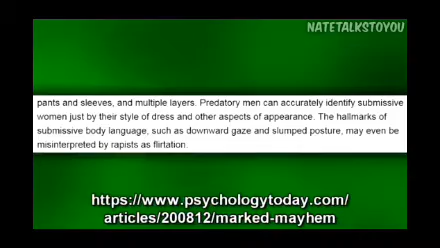 NATETALKSTOYOU
pants and sleeves, and multiple layers. Predatory men can accurately identify submissive
women just by their style of dress and other aspects of appearance. The hallmarks of
submissive body language, such as downward gaze and slumped posture, may even be
misinterpreted by rapists as flirtation.
https://www.psychologytoday.com/
articles/200812/marked-mayhem